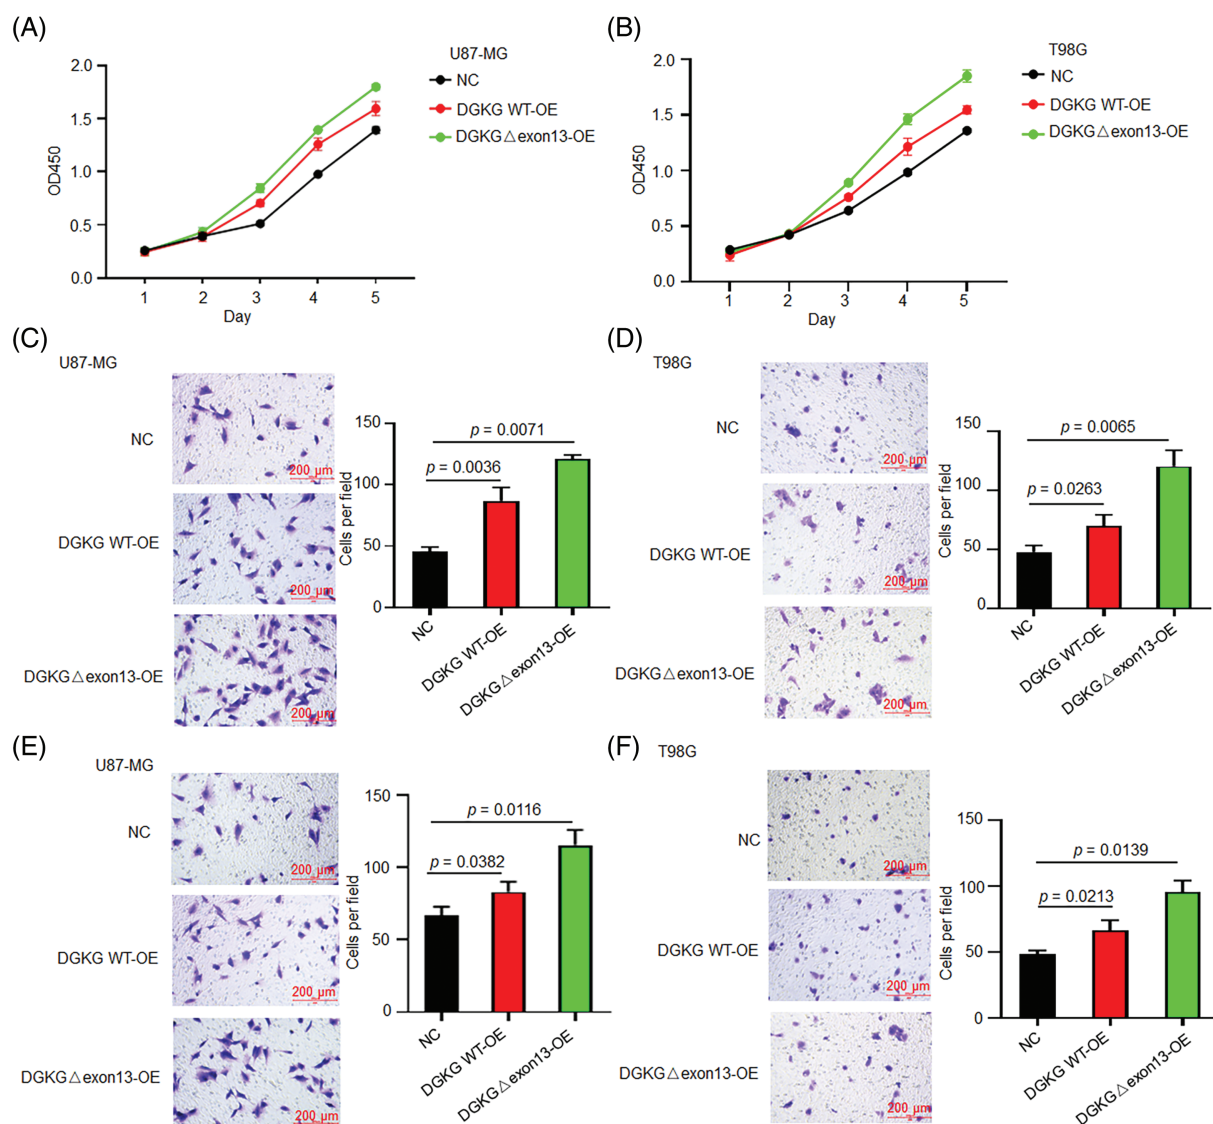 (A)
U87-MG
NC
DGKG WT-OE
DGKG△exon13-OE
OD450
2.0
1.5
1.0
0.5
0.0
1 2 3 4 5
Day
(B)
T98G
NC
DGKG WT-OE
DGKG△exon13-OE
OD450
2.0
1.5
1.0
0.5
0.0
1 2 3 4 5
Day
(C)
U87-MG
NC
200 µm
DGKG WT-OE
200 µm
DGKG△exon13-OE
200 µm
Cells per field
150
100
50
0
p = 0.0071
p = 0.0036
NC
DGKG WT-OE
DGKG△exon13-OE
(D)
T98G
NC
200 µm
DGKG WT-OE
200 µm
DGKG△exon13-OE
200 µm
Cells per field
150
100
50
0
p = 0.0065
p = 0.0263
NC
DGKG WT-OE
DGKG△exon13-OE
(E)
U87-MG
NC
200 µm
DGKG WT-OE
200 µm
DGKG△exon13-OE
200 µm
Cells per field
150
100
50
0
p = 0.0116
p = 0.0382
NC
DGKG WT-OE
DGKG△exon13-OE
(F)
T98G
NC
200 µm
DGKG WT-OE
200 µm
DGKG△exon13-OE
200 µm
Cells per field
150
100
50
0
p = 0.0139
p = 0.0213
NC
DGKG WT-OE
DGKG△exon13-OE